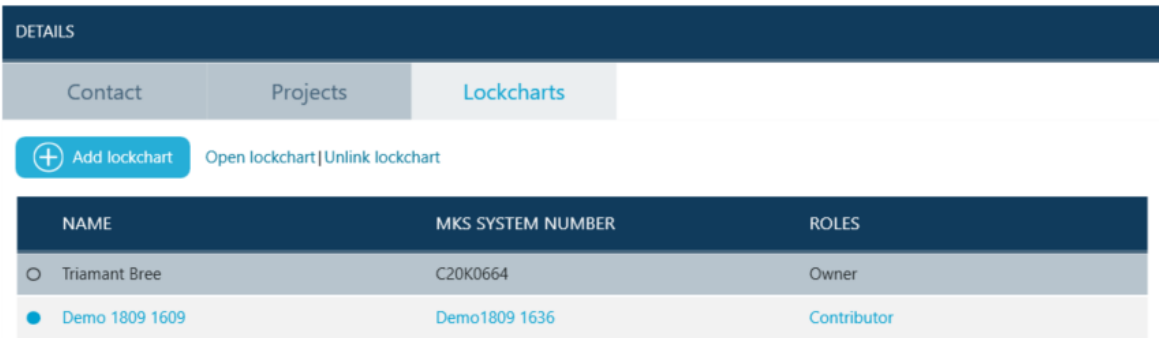 DETAILS
Contact Projects Lockcharts
Add lockchart Open lockchart|Unlink lockchart
NAME MKS SYSTEM NUMBER ROLES
Triamant Bree C20K0664 Owner
Demo 1809 1609 Demo1809 1636 Contributor